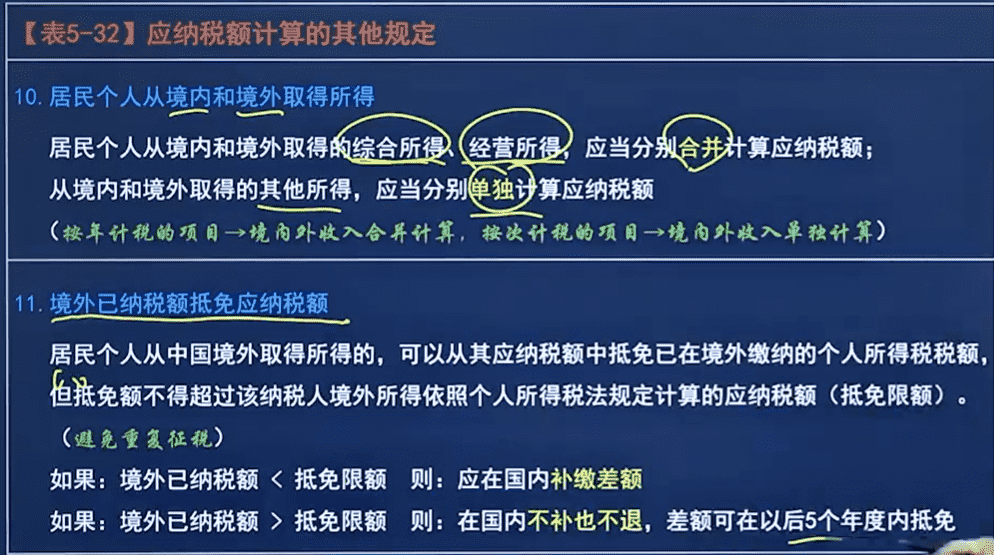 【表5-32】应纳税额计算的其他规定
10. 居民个人从境内和境外取得所得
居民个人从境内和境外取得的综合所得、经营所得，应当分别合并计算应纳税额；
从境内和境外取得的其他所得，应当分别单独计算应纳税额
（按年计税的项目→境内外收入合并计算，按次计税的项目→境内外收入单独计算）
11. 境外已纳税额抵免应纳税额
居民个人从中国境外取得所得的，可以从其应纳税额中抵免已在境外缴纳的个人所得税税额，
但抵免额不得超过该纳税人境外所得依照个人所得税法规定计算的应纳税额（抵免限额）。
（避免重复征税）
如果：境外已纳税额 < 抵免限额 则：应在国内补缴差额
如果：境外已纳税额 > 抵免限额 则：在国内不补也不退，差额可在以后5个年度内抵免